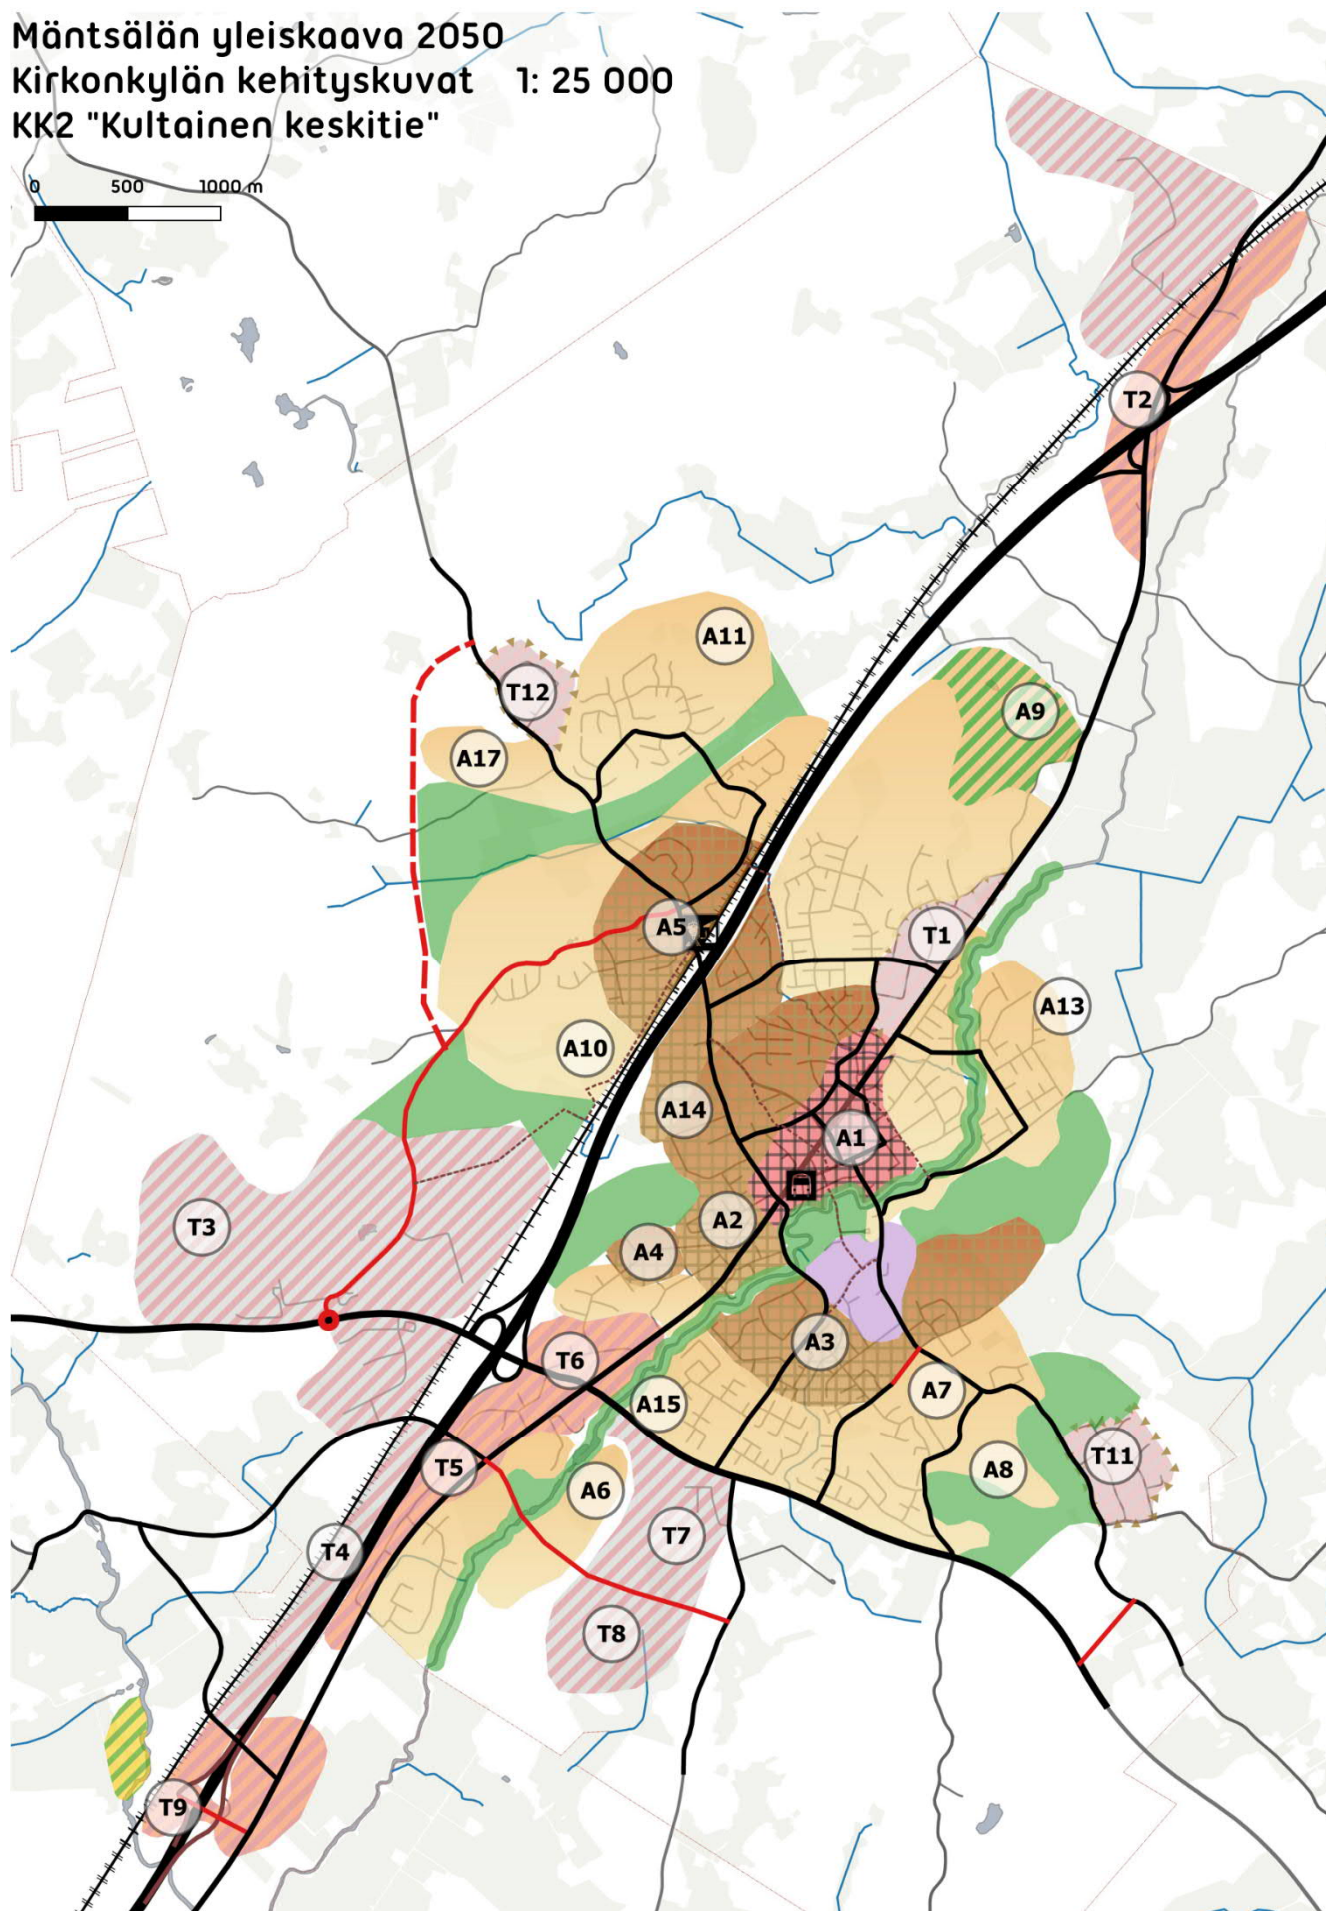 Mäntsälän yleiskaava 2050
Kirkonkylän kehityskuvat 1: 25 000
KK2 "Kultainen keskitie"
0 500 1000 m
T2
A11
T12
A9
A17
A5
T1
A13
A10
A14
A1
T3
A2
A4
A3
T6
A7
A15
T11
T5
A8
A6
T7
T4
T8
T9